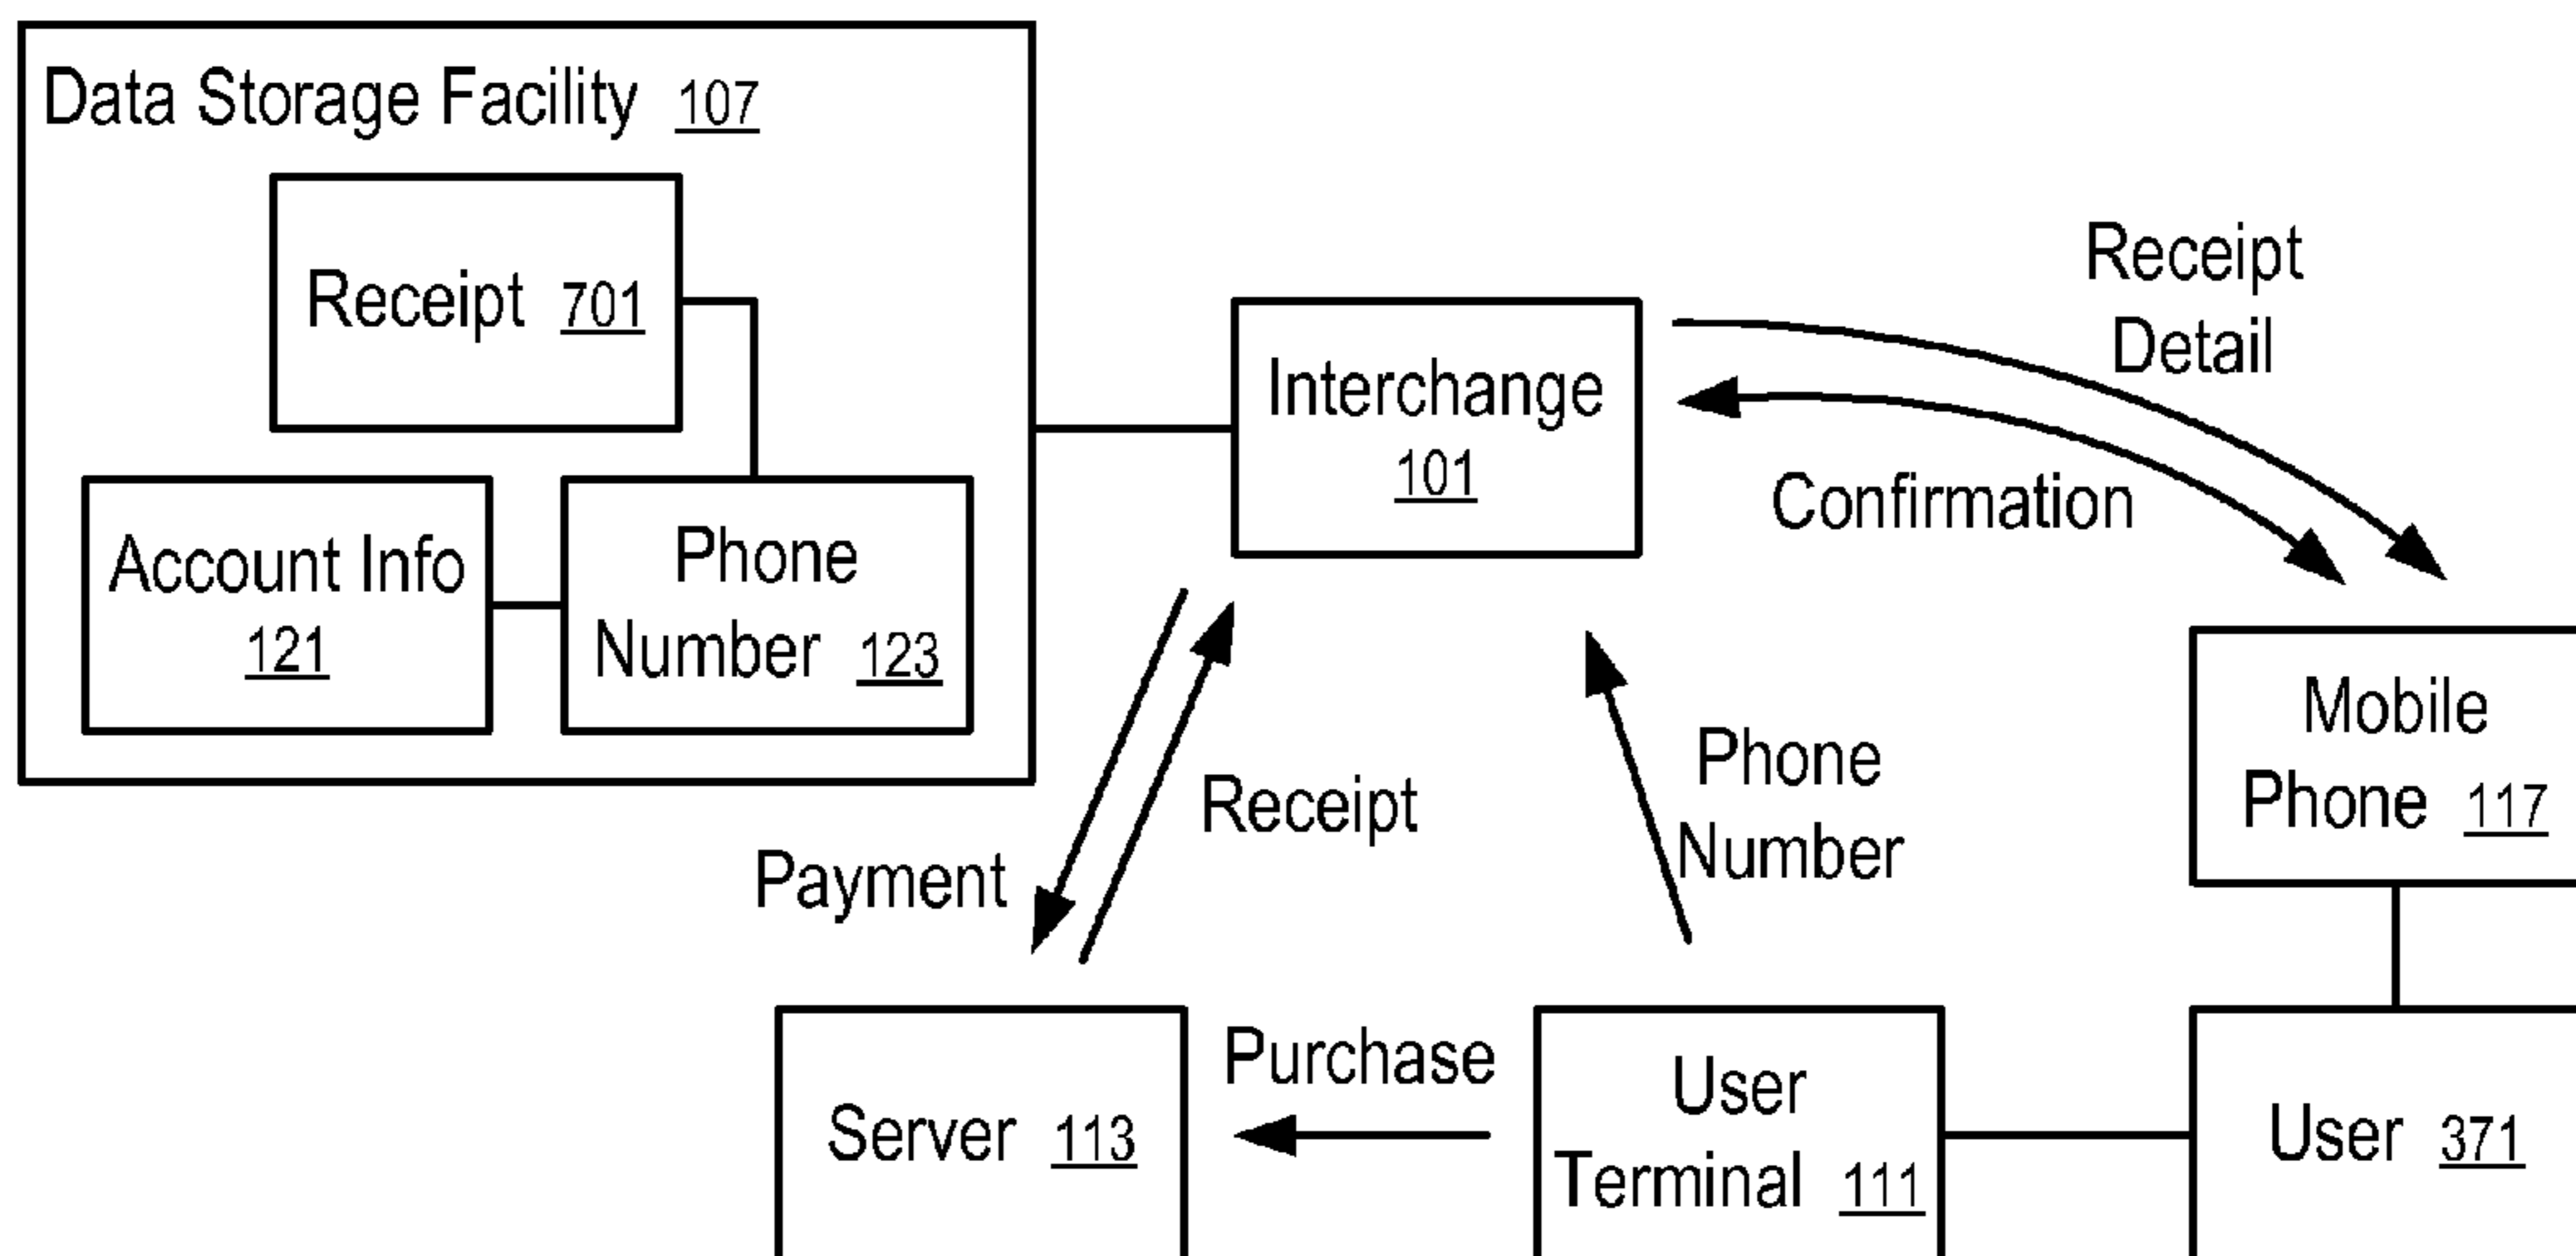 Data Storage Facility 107
Receipt 701
Account Info
121
Phone
Number 123
Interchange
101
Receipt
Detail
Confirmation
Mobile
Phone 117
Phone
Number
Receipt
Payment
Purchase
Server 113
User
Terminal 111
User 371